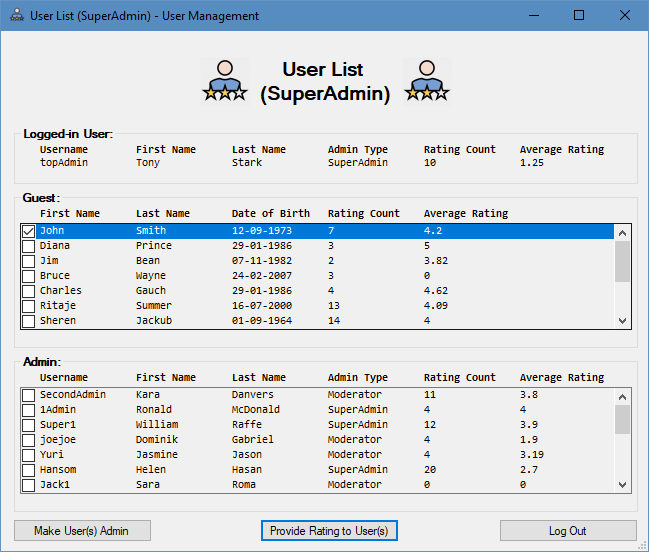 User List (SuperAdmin) - User Management
User List
(SuperAdmin)
Logged-in User:
Username First Name Last Name Admin Type Rating Count Average Rating
topAdmin Tony Stark SuperAdmin 10 1.25
Guest:
First Name Last Name Date of Birth Rating Count Average Rating
John Smith 12-09-1973 7 4.2
Diana Prince 29-01-1986 3 5
Jim Bean 07-11-1982 2 3.82
Bruce Wayne 24-02-2007 3 0
Charles Gauch 29-01-1986 4 4.62
Ritaje Summer 16-07-2000 13 4.09
Sheren Jackub 01-09-1964 14 4
Admin:
Username First Name Last Name Admin Type Rating Count Average Rating
SecondAdmin Kara Danvers Moderator 11 3.8
1Admin Ronald McDonald SuperAdmin 4 4
Super1 William Raffe SuperAdmin 12 3.9
joejoe Dominik Gabriel Moderator 4 1.9
Yuri Jasmine Jason Moderator 4 3.19
Hansom Helen Hasan SuperAdmin 20 2.7
Jack1 Sara Roma Moderator 0 0
Make User(s) Admin Provide Rating to User(s) Log Out